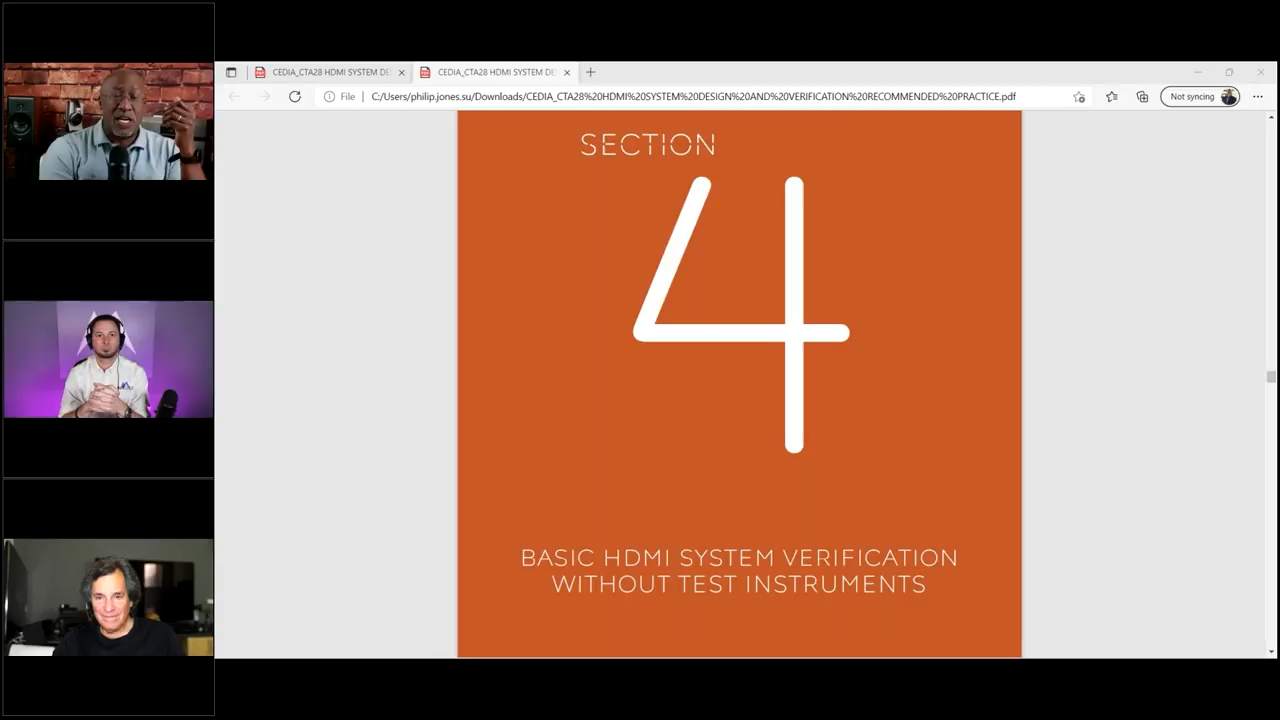 CEDIA_CTA28 HDMI SYSTEM DE
CEDIA_CTA28 HDMI SYSTEM DE
File
C:/Users/philip.jones.su/Downloads/CEDIA_CTA28%20HDMI%20SYSTEM%20DESIGN%20AND%20VERIFICATION%20RECOMMENDED%20PRACTICE.pdf
Not syncing
SECTION
4
BASIC HDMI SYSTEM VERIFICATION
WITHOUT TEST INSTRUMENTS